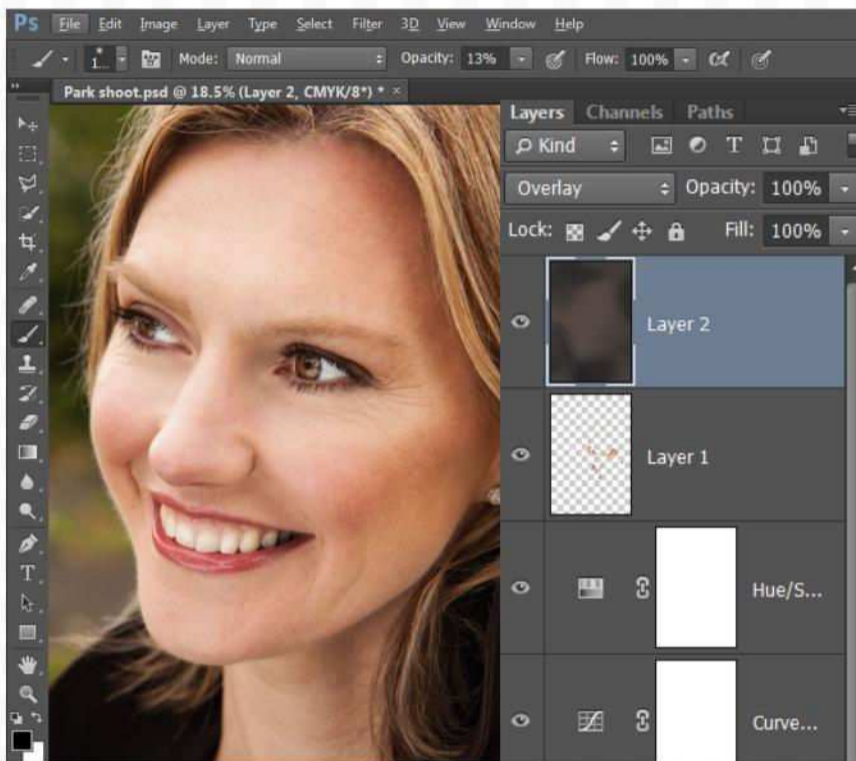 Ps File Edit Image Layer Type Select Filter 3D View Window Help
1... Mode: Normal Opacity: 13% Flow: 100%
Park shoot.psd @ 18.5% (Layer 2, CMYK/8*) * ×
Layers Channels Paths
Kind T
Overlay Opacity: 100%
Lock: Fill: 100%
Layer 2
Layer 1
Hue/S...
Curve...
T